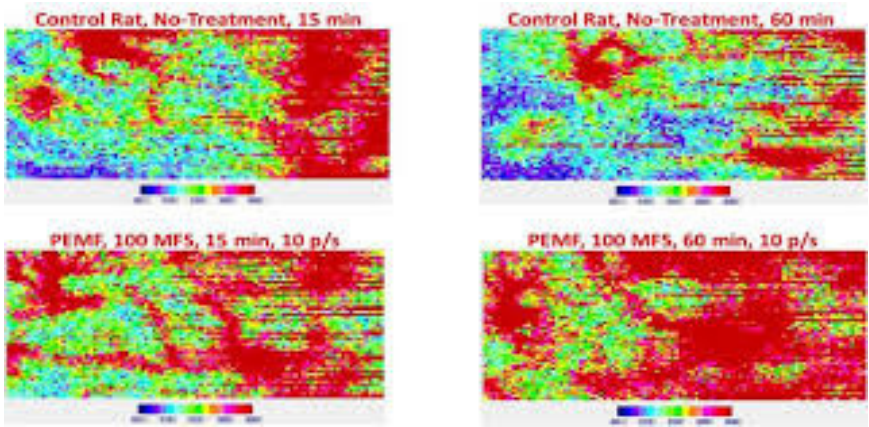 Control Rat, No-Treatment, 15 min
Control Rat, No-Treatment, 60 min
PEMF, 100 MFS, 15 min, 10 p/s
PEMF, 100 MFS, 60 min, 10 p/s